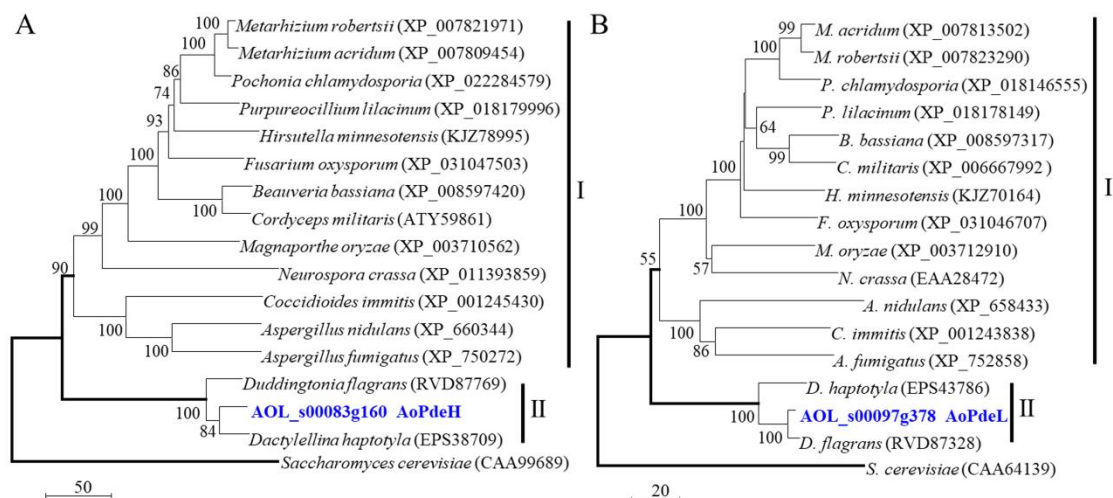 A
100
Metarhizium robertsii (XP_007821971)
100
Metarhizium acridum (XP_007809454)
86
Pochonia chlamydosporia (XP_022284579)
74
Purpureocillium lilacinum (XP_018179996)
93
Hirsutella minnesotensis (KJZ78995)
100
Fusarium oxysporum (XP_031047503)
Beauveria bassiana (XP_008597420)
100
Cordyceps militaris (ATY59861)
99
Magnaporthe oryzae (XP_003710562)
90
Neurospora crassa (XP_011393859)
Coccidioides immitis (XP_001245430)
100
Aspergillus nidulans (XP_660344)
100
Aspergillus fumigatus (XP_750272)
I
Duddingtonia flagrans (RVD87769)
100
AOL_s00083g160 AoPdeH
84
Dactylellina haptotyla (EPS38709)
II
Saccharomyces cerevisiae (CAA99689)
50
B
99
M. acridum (XP_007813502)
100
M. robertsii (XP_007823290)
P. chlamydosporia (XP_018146555)
P. lilacinum (XP_018178149)
64
B. bassiana (XP_008597317)
99
C. militaris (XP_006667992)
100
H. minnesotensis (KJZ70164)
100
F. oxysporum (XP_031046707)
M. oryzae (XP_003712910)
57
N. crassa (EAA28472)
55
A. nidulans (XP_658433)
100
C. immitis (XP_001243838)
86
A. fumigatus (XP_752858)
I
D. haptotyla (EPS43786)
100
AOL_s00097g378 AoPdeL
100
D. flagrans (RVD87328)
II
S. cerevisiae (CAA64139)
20